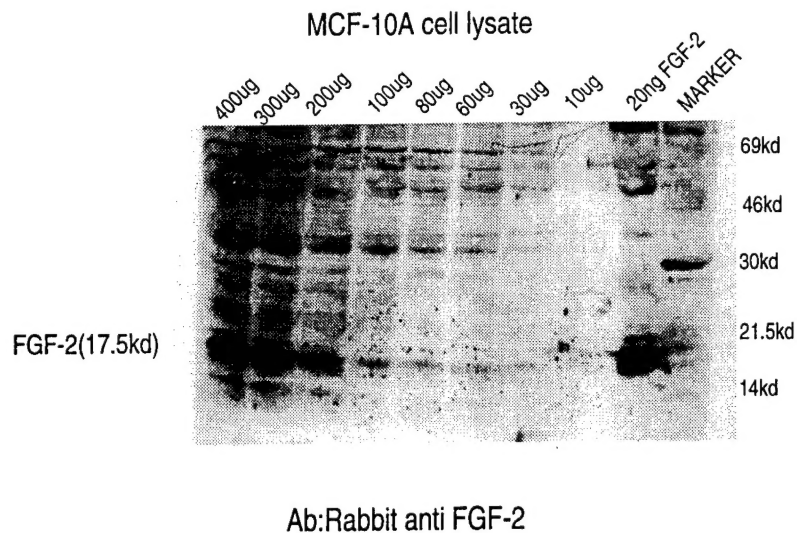 MCF-10A cell lysate
400ug 300ug 200ug 100ug 80ug 60ug 30ug 10ug 20ng FGF-2 MARKER
69kd
46kd
30kd
21.5kd
FGF-2(17.5kd)
14kd
Ab:Rabbit anti FGF-2